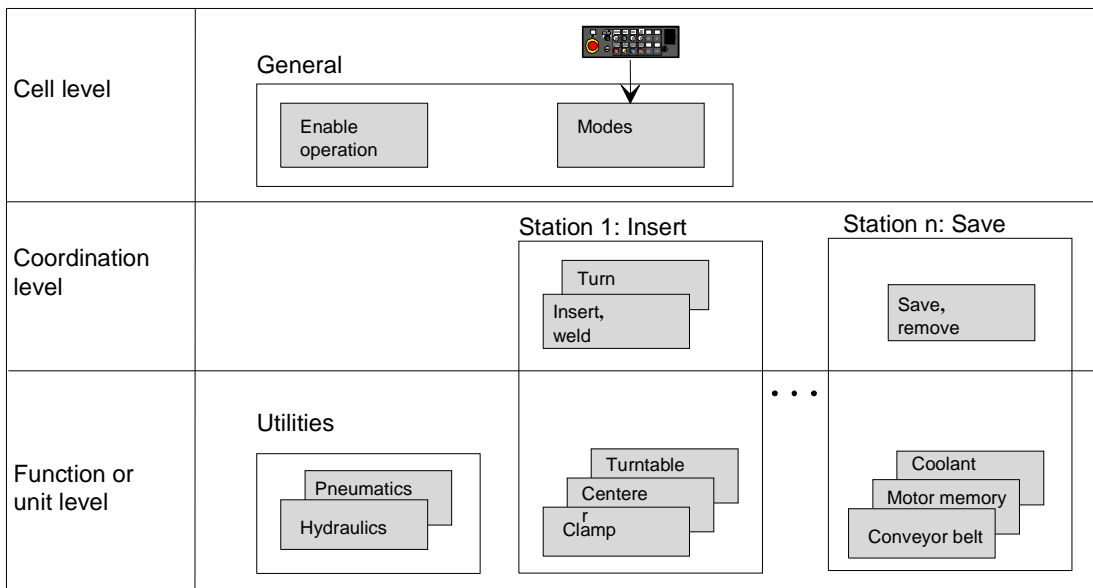 Cell level
General
Enable
operation
Modes
Coordination
level
Station 1: Insert
Turn
Insert,
weld
Station n: Save
Save,
remove
Function or
unit level
Utilities
Pneumatics
Hydraulics
Turntable
Centere
r
Clamp
. . .
Coolant
Motor memory
Conveyor belt